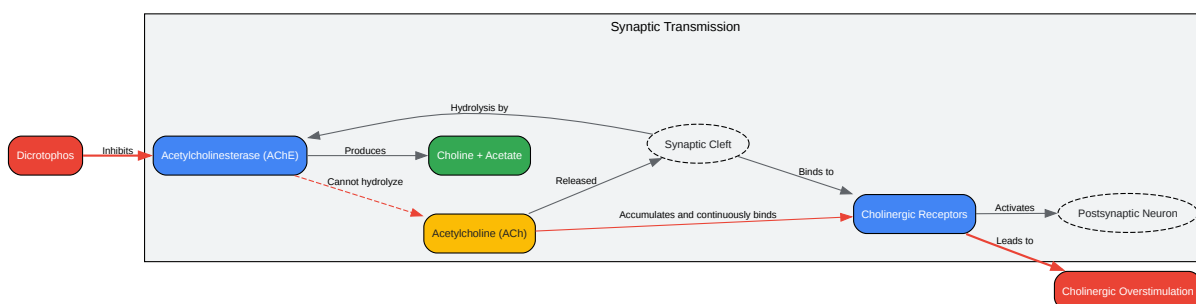 Synaptic Transmission
Hydrolysis by
Dicrotophos
Inhibits
Acetylcholinesterase (AChE)
Produces
Choline + Acetate
Synaptic Cleft
Cannot hydrolyze
Released
Binds to
Acetylcholine (ACh)
Accumulates and continuously binds
Cholinergic Receptors
Activates
Postsynaptic Neuron
Leads to
Cholinergic Overstimulation